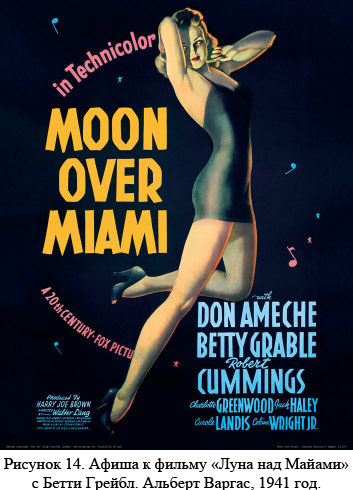 in Technicolor
MOON
OVER
MIAMI
A 20th CENTURY-FOX PICTU
with
DON AMECHE
BETTY GRABLE
Robert
CUMMINGS
Charlotte GREENWOOD Jack HALEY
Carole LANDIS Cobina WRIGHT JR.
Produced By
HARRY JOE BROWN
DIRECTED BY Walter Lang
Рисунок 14. Афиша к фильму «Луна над Майами»
с Бетти Грейбл. Альберт Варгас, 1941 год.